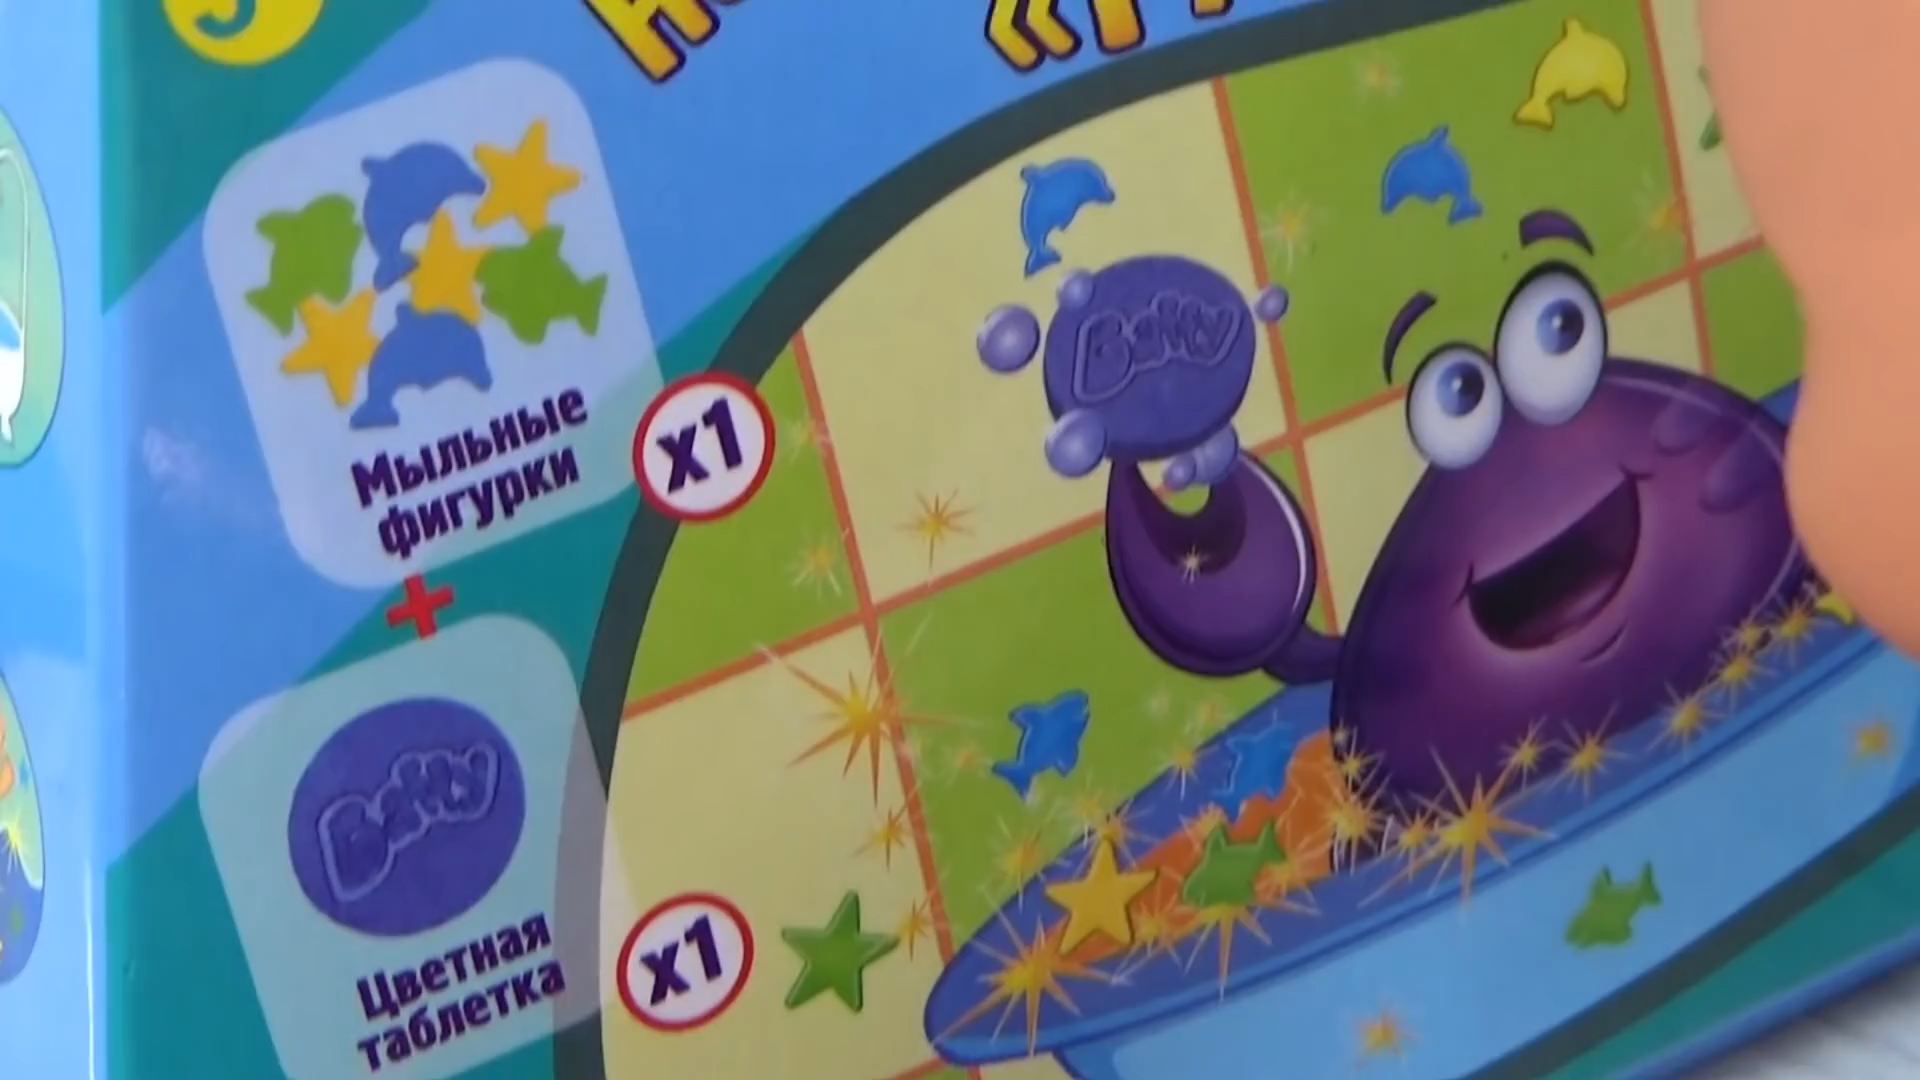 Baffy
x1
Мыльные
фигурки
+
Baffy
x1
Цветная
таблетка